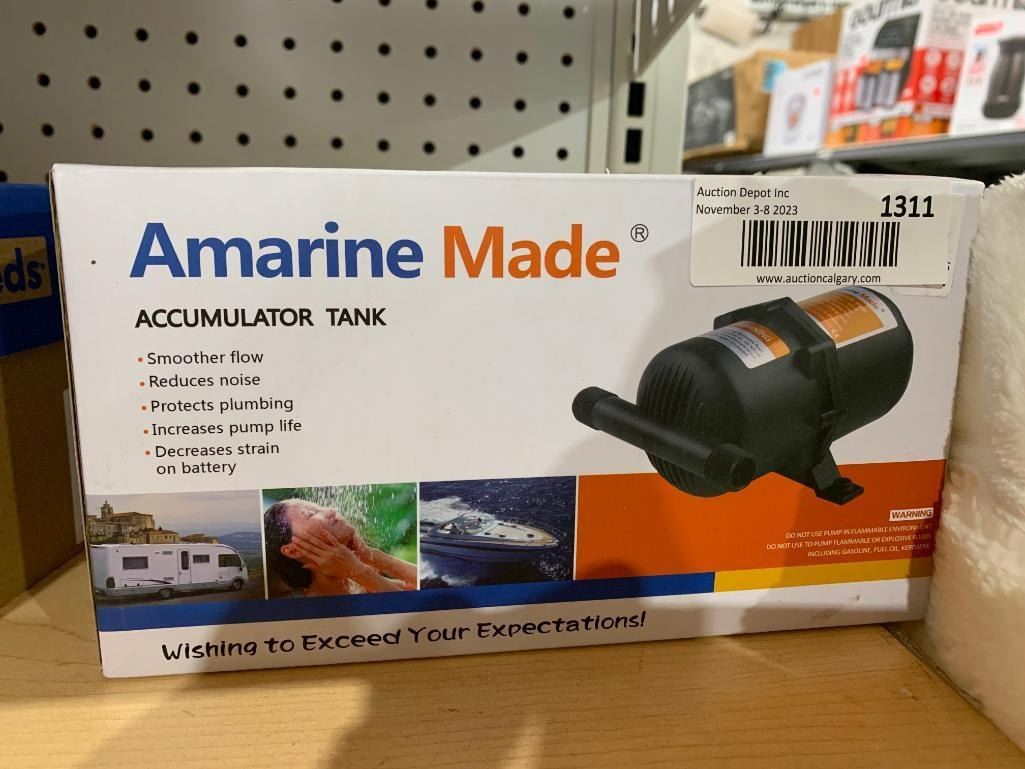 Auction Depot Inc
November 3-8 2023
1311
www.auctioncalgary.com
Amarine Made ®
ACCUMULATOR TANK
• Smoother flow
• Reduces noise
• Protects plumbing
• Increases pump life
• Decreases strain
on battery
WARNING
DO NOT USE PUMP IN FLAMMABLE ENVIRONMENT
DO NOT USE TO PUMP FLAMMABLE OR EXPLOSIVE FLUIDS
INCLUDING GASOLINE, FUEL OIL, KEROSENE
Wishing to Exceed Your Expectations!
eds